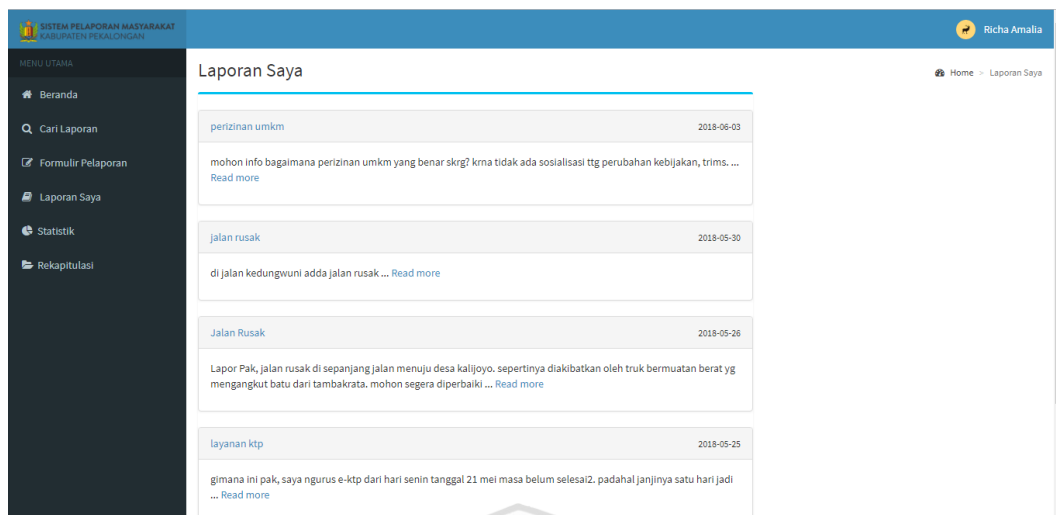 SISTEM PELAPORAN MASYARAKAT
KABUPATEN PEKALONGAN
Richa Amalia
MENU UTAMA
Beranda
Cari Laporan
Formulir Pelaporan
Laporan Saya
Statistik
Rekapitulasi
Laporan Saya
Home > Laporan Saya
perizinan umkm 2018-06-03
mohon info bagaimana perizinan umkm yang benar skrg? krna tidak ada sosialisasi ttg perubahan kebijakan, trims. ...
Read more
jalan rusak 2018-05-30
di jalan kedungwuni adda jalan rusak ... Read more
Jalan Rusak 2018-05-26
Lapor Pak, jalan rusak di sepanjang jalan menuju desa kalijoyo. sepertinya diakibatkan oleh truk bermuatan berat yg
mengangkut batu dari tambakrata. mohon segera diperbaiki ... Read more
layanan ktp 2018-05-25
gimana ini pak, saya ngurus e-ktp dari hari senin tanggal 21 mei masa belum selesai2. padahal janjinya satu hari jadi
... Read more